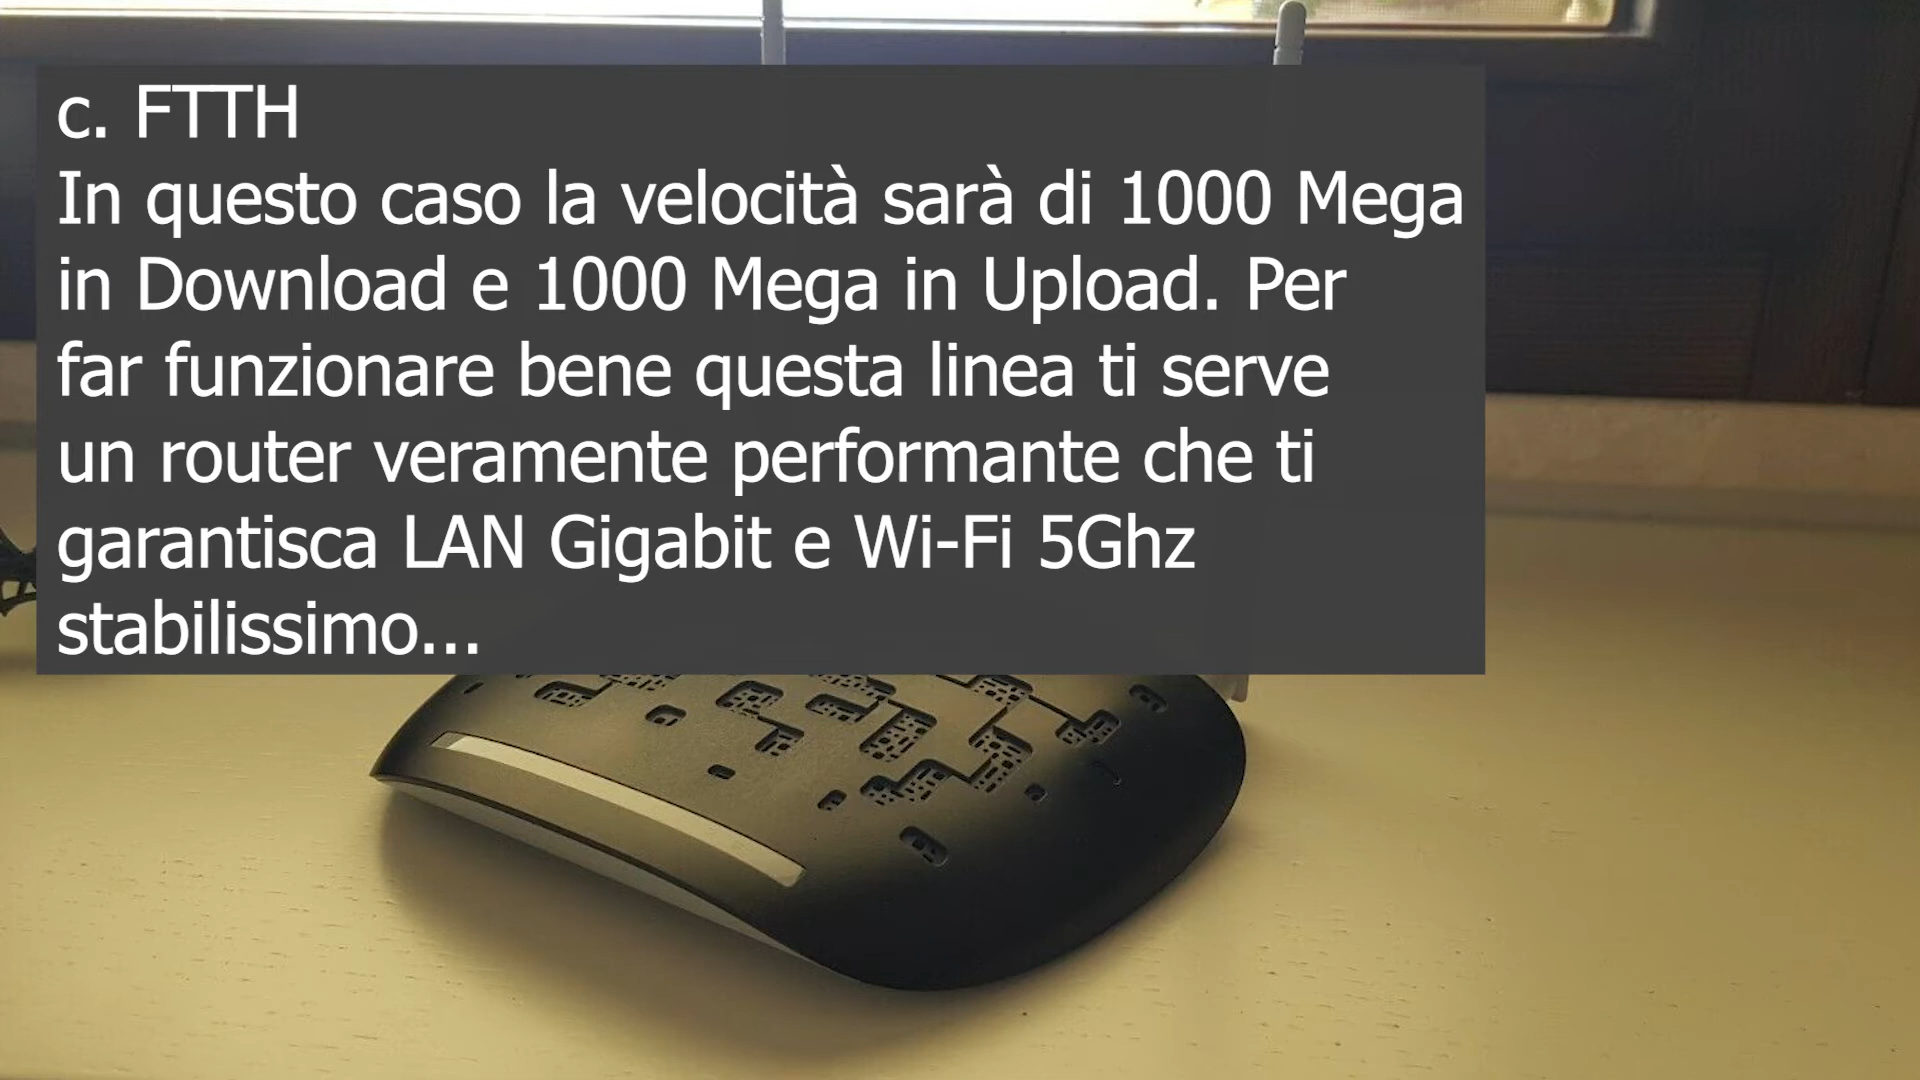 c. FTTH
In questo caso la velocità sarà di 1000 Mega
in Download e 1000 Mega in Upload. Per
far funzionare bene questa linea ti serve
un router veramente performante che ti
garantisca LAN Gigabit e Wi-Fi 5Ghz
stabilissimo...